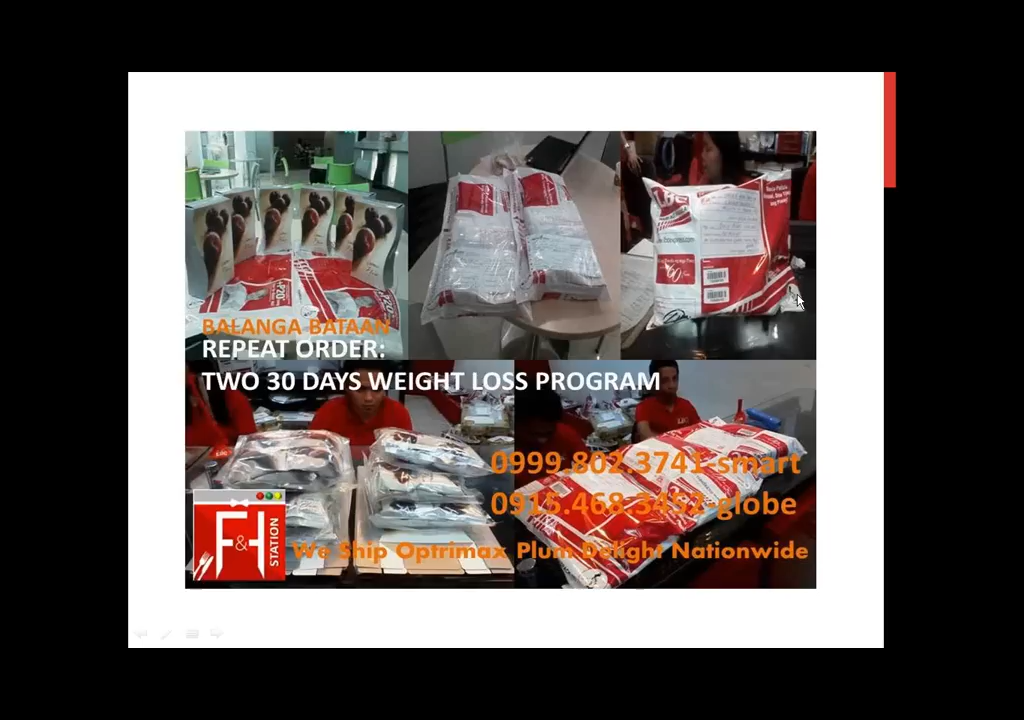 BALANGA BATAAN
REPEAT ORDER:
TWO 30 DAYS WEIGHT LOSS PROGRAM
0999.802.3741-smart
0915.468.3452-globe
F&H
STATION
We Ship Optrimax Plum Delight Nationwide